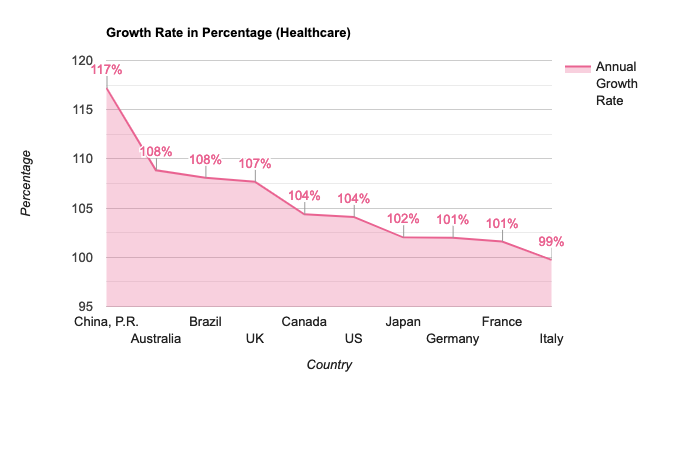 Growth Rate in Percentage (Healthcare)
120
117%
Annual
Growth
Rate
115
110
108%
108%
107%
105
104%
104%
102%
101%
101%
100
99%
95
Percentage
China, P.R.
Brazil
Canada
Japan
France
Australia
UK
US
Germany
Italy
Country